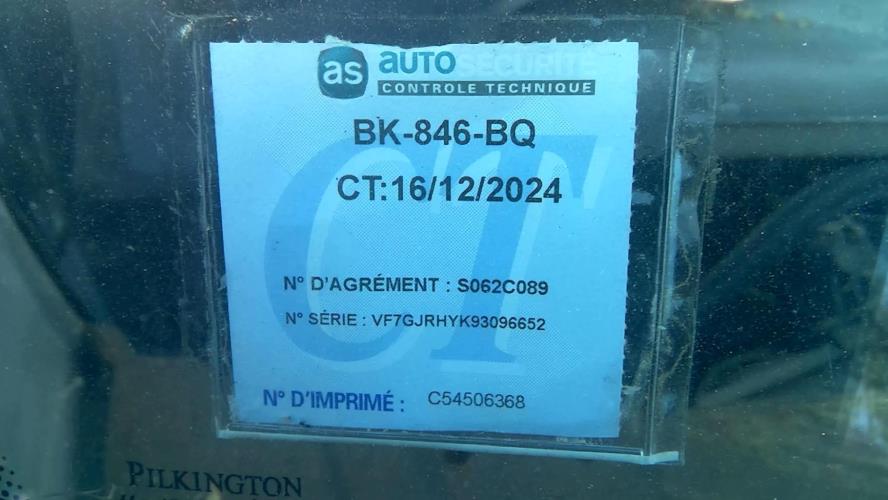 as AUTO SÉCURITÉ
CONTROLE TECHNIQUE
BK-846-BQ
CT:16/12/2024
CT
N° D'AGRÉMENT : S062C089
N° SÉRIE : VF7GJRHYK93096652
N° D'IMPRIMÉ : C54506368
PILKINGTON